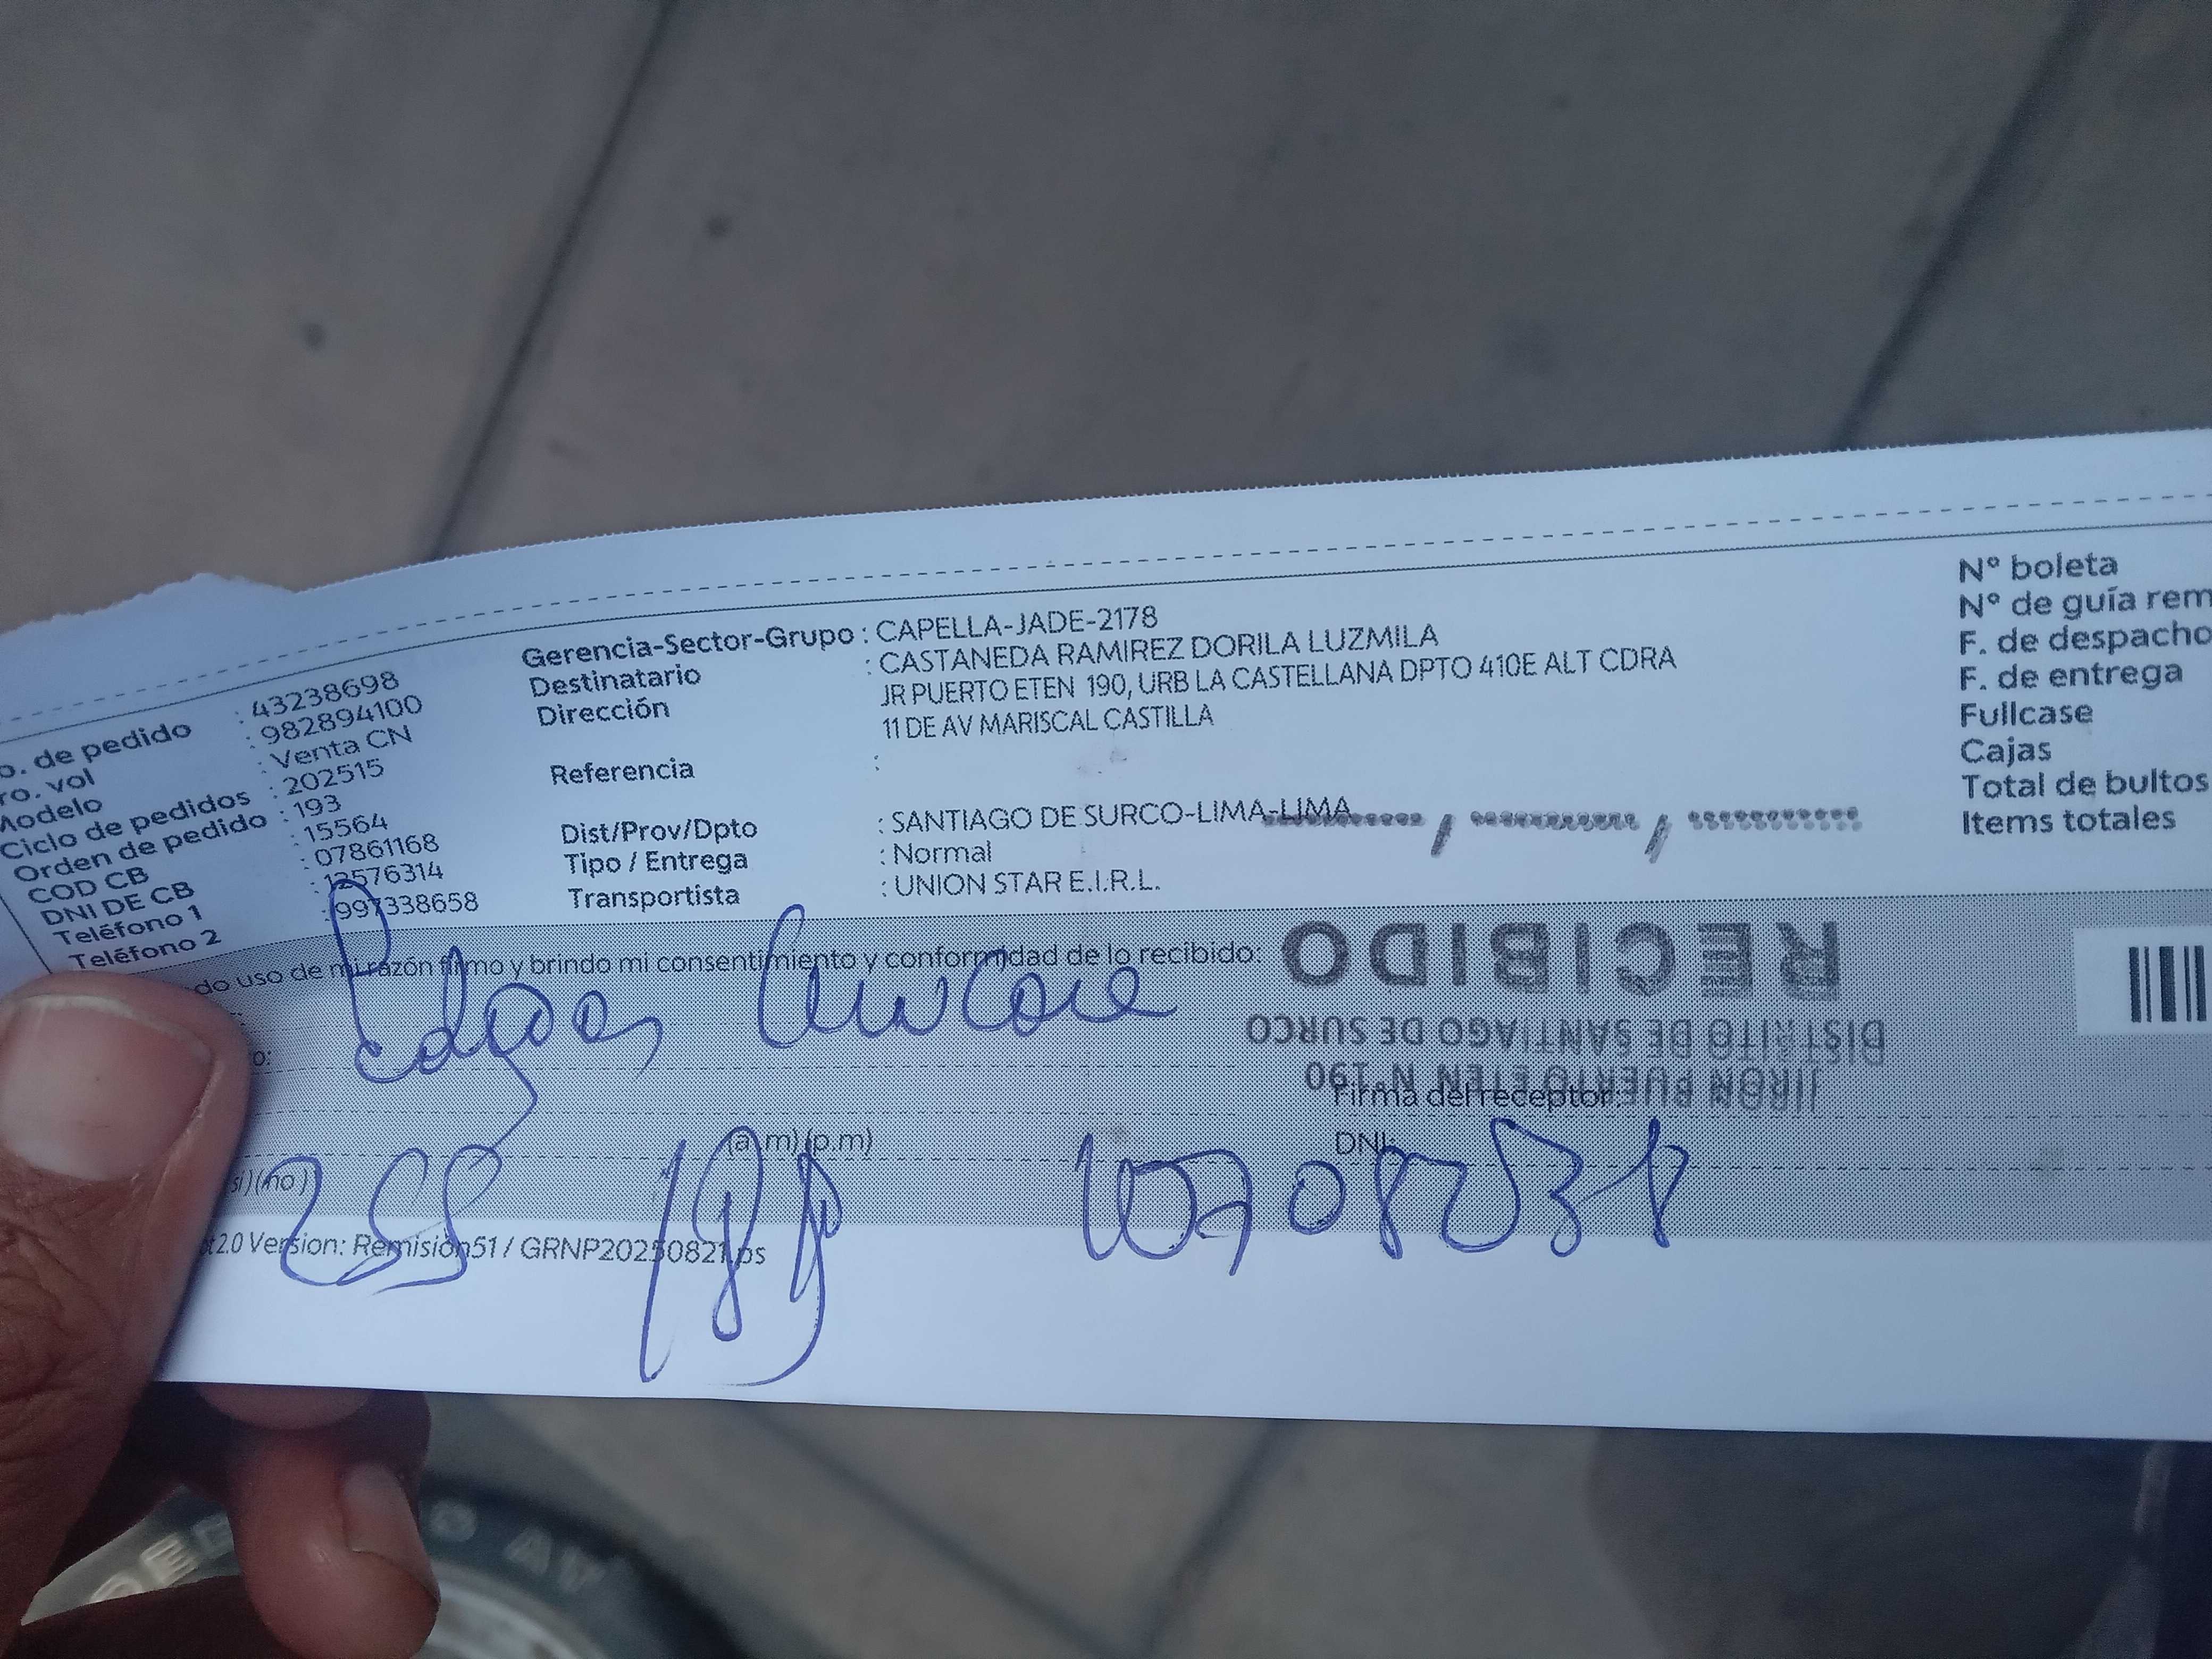 o. de pedido : 43238698
ro. vol : 982894100
Modelo : Venta CN
Ciclo de pedidos : 202515
Orden de pedido : 193
COD CB : 15564
DNI DE CB : 07861168
Teléfono 1 : 12576314
Teléfono 2 : 997338658
Gerencia-Sector-Grupo : CAPELLA-JADE-2178
Destinatario : CASTANEDA RAMIREZ DORILA LUZMILA
Dirección JR PUERTO ETEN 190, URB LA CASTELLANA DPTO 410E ALT CDRA
11 DE AV MARISCAL CASTILLA
Referencia :
Dist/Prov/Dpto : SANTIAGO DE SURCO-LIMA-LIMA
Tipo / Entrega : Normal
Transportista : UNION STAR E.I.R.L.
Nº boleta
Nº de guía rem
F. de despacho
F. de entrega
Fullcase
Cajas
Total de bultos
Items totales
do uso de mi razón firmo y brindo mi consentimiento y conformidad de lo recibido:
Edgar
o:
RECIBIDO
DISTRITO DE SANTIAGO DE SURCO
JIRON PUERTO ETEN N° 190
Firma del receptor:
(a.m) (p.m)
DNI:
si) (no)
255
t2.0 Version: Remisión51 / GRNP20250821.ps